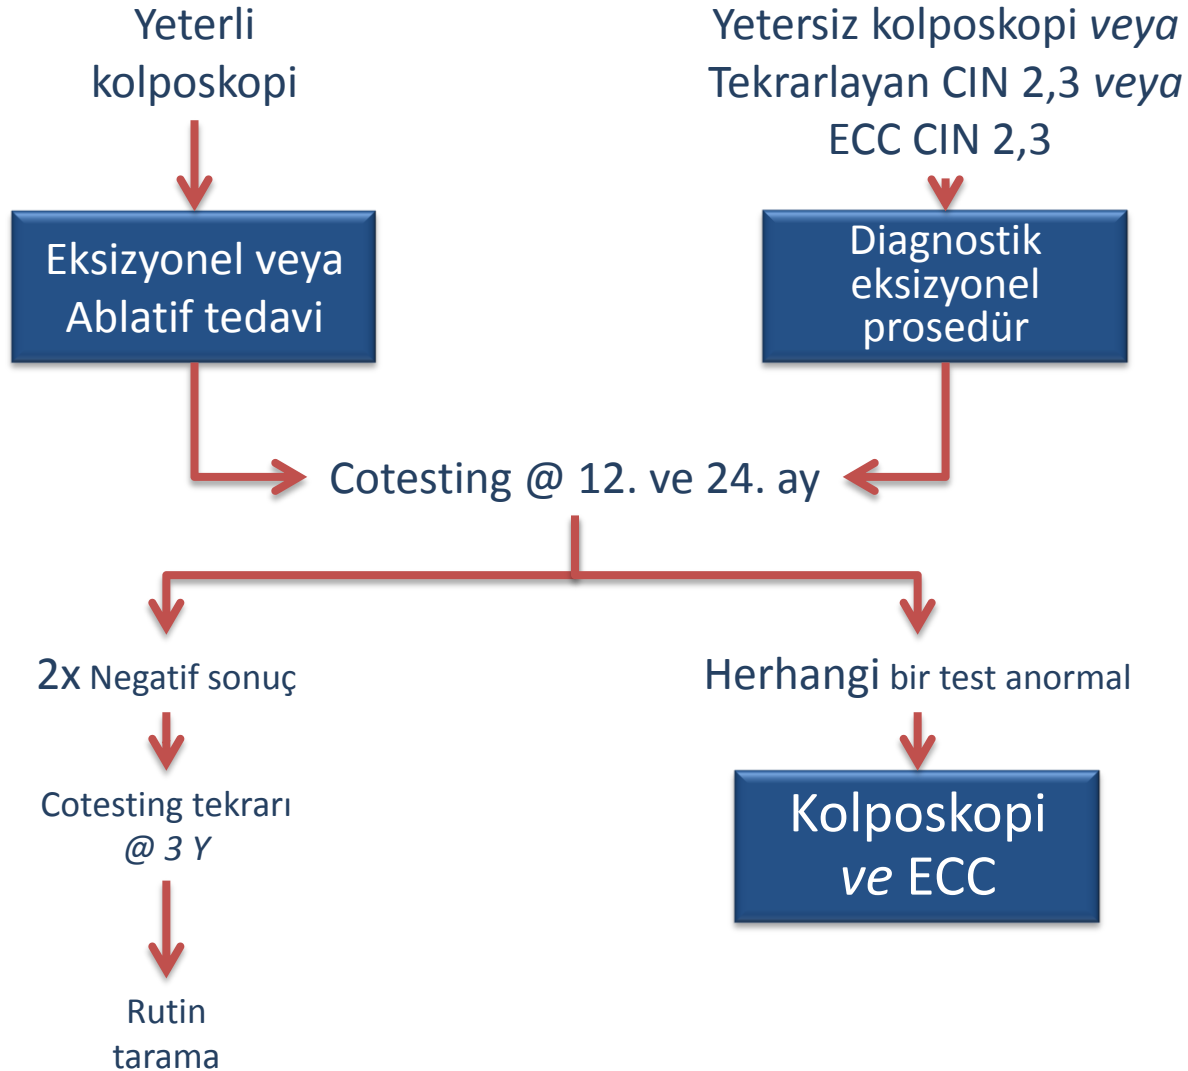 Yeterli
kolposkopi
Yetersiz kolposkopi veya
Tekrarlayan CIN 2,3 veya
ECC CIN 2,3
Eksizyonel veya
Ablatif tedavi
Diagnostik
eksizyonel
prosedür
Cotesting @ 12. ve 24. ay
2x Negatif sonuç
Herhangi bir test anormal
Cotesting tekrarı
@ 3 Y
Kolposkopi
ve ECC
Rutin
tarama